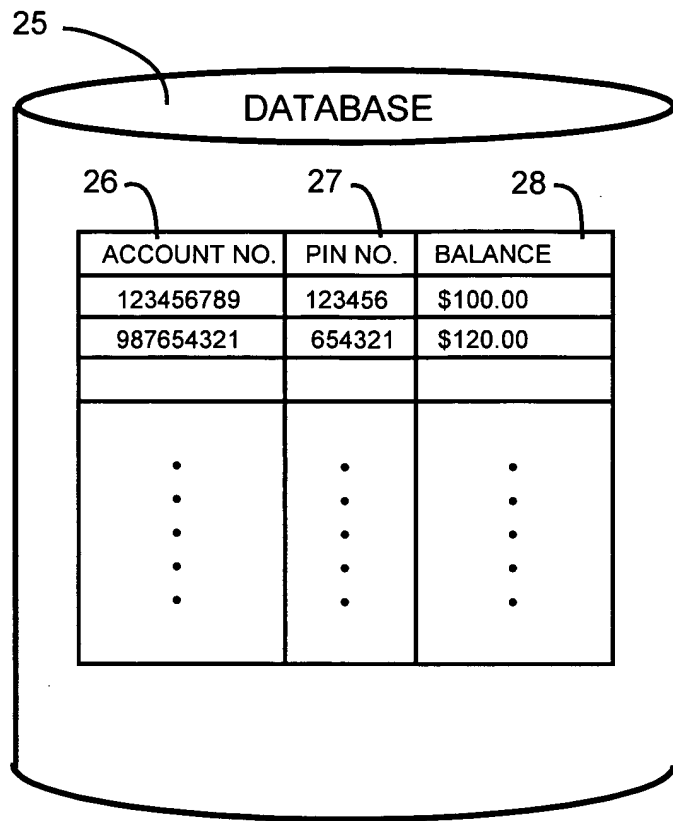 25
DATABASE
26 27 28
ACCOUNT NO. PIN NO. BALANCE
123456789 123456 $100.00
987654321 654321 $120.00